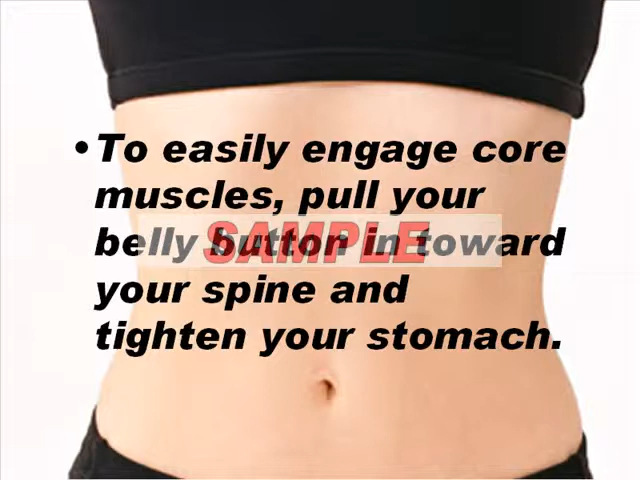 •To easily engage core
muscles, pull your
belly button in toward
SAMPLE
your spine and
tighten your stomach.